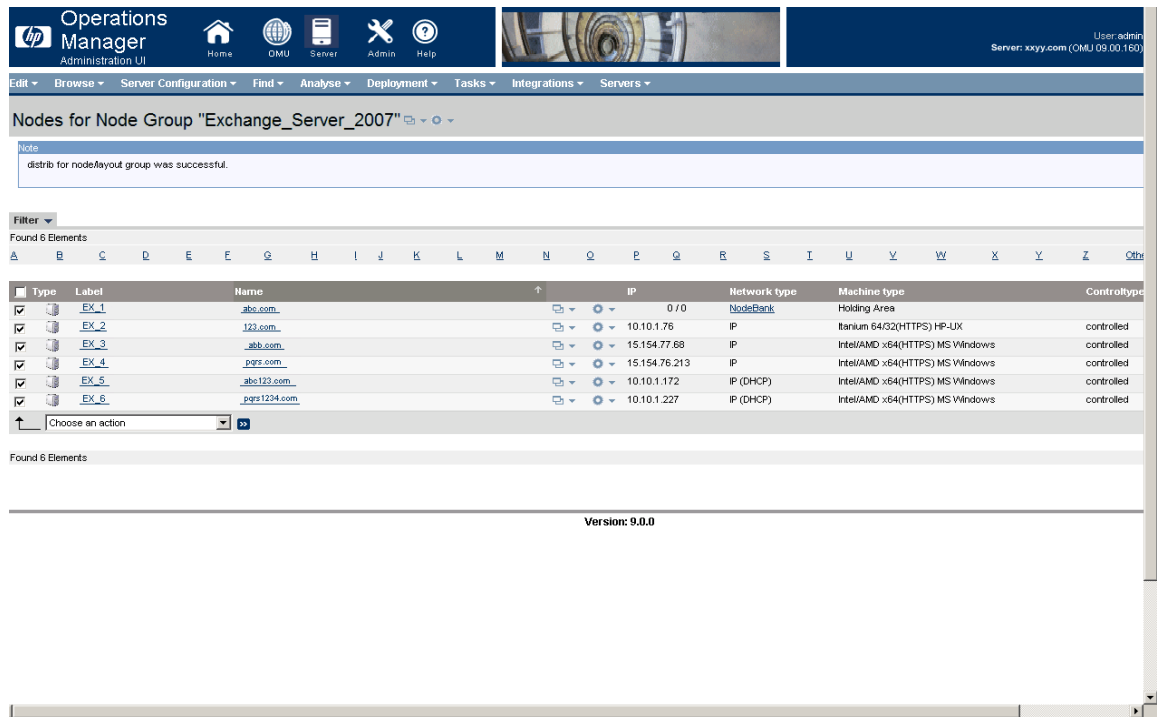 hp
Operations
Manager
Administration UI
Home OMU Server Admin Help
User:admin
Server: xxyy.com (OMU 09.00.160)
Edit Browse Server Configuration Find Analyse Deployment Tasks Integrations Servers
Nodes for Node Group "Exchange_Server_2007"
Note
distrib for node/layout group was successful.
Filter
Found 6 Elements
A B C D E F G H I J K L M N O P Q R S T U V W X Y Z Othe
Type Label Name IP Network type Machine type Controltype
EX_1 abc.com 0 / 0 NodeBank Holding Area
EX_2 123.com 10.10.1.76 IP Itanium 64/32(HTTPS) HP-UX controlled
EX_3 abb.com 15.154.77.68 IP Intel/AMD x64(HTTPS) MS Windows controlled
EX_4 pqrs.com 15.154.76.213 IP Intel/AMD x64(HTTPS) MS Windows controlled
EX_5 abc123.com 10.10.1.172 IP (DHCP) Intel/AMD x64(HTTPS) MS Windows controlled
EX_6 pqrs1234.com 10.10.1.227 IP (DHCP) Intel/AMD x64(HTTPS) MS Windows controlled
Choose an action
Found 6 Elements
Version: 9.0.0